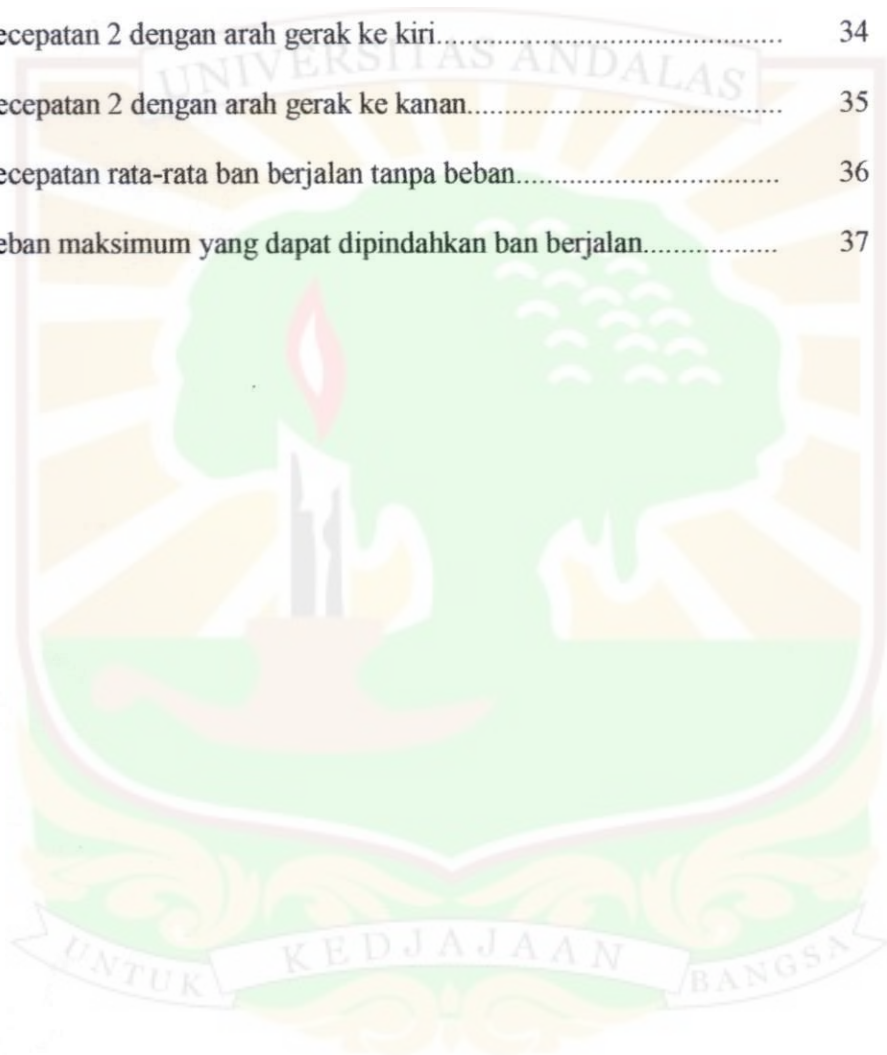 ecepatan 2 dengan arah gerak ke kiri.................................................. 34
UNIVERSITAS ANDALAS
ecepatan 2 dengan arah gerak ke kanan.............................................. 35
ecepatan rata-rata ban berjalan tanpa beban...................................... 36
eban maksimum yang dapat dipindahkan ban berjalan................... 37
UNTUK KEDJAJAAN BANGSA